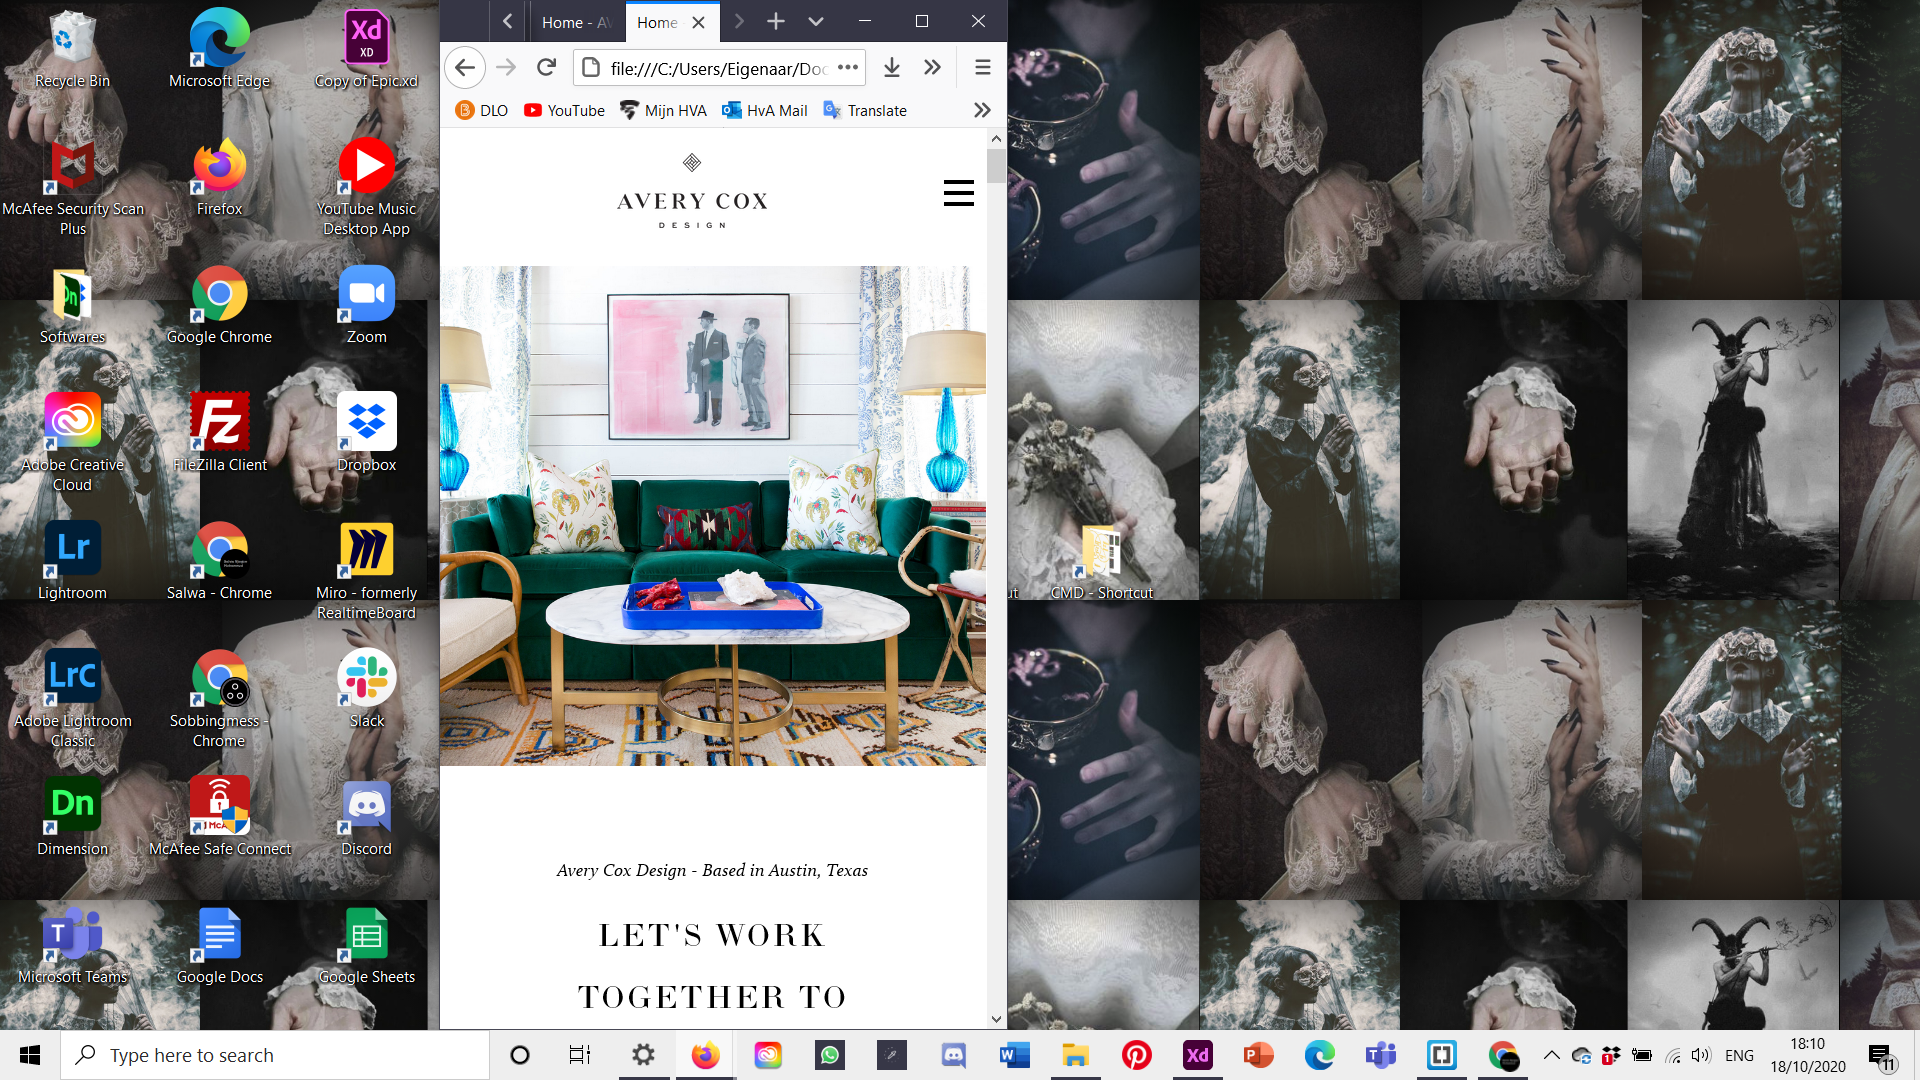 Recycle Bin
Microsoft Edge
Copy of Epic.xd
McAfee Security Scan
Plus
Firefox
YouTube Music
Desktop App
Softwares
Google Chrome
Zoom
Adobe Creative
Cloud
FileZilla Client
Dropbox
Lightroom
Salwa - Chrome
Miro - formerly
RealtimeBoard
Adobe Lightroom
Classic
Sobbingmess -
Chrome
Slack
Dimension
McAfee Safe Connect
Discord
Microsoft Teams
Google Docs
Google Sheets
Home - AV
Home
file:///C:/Users/Eigenaar/Doc
DLO
YouTube
Mijn HVA
HvA Mail
Translate
AVERY COX
DESIGN
Avery Cox Design - Based in Austin, Texas
LET'S WORK
TOGETHER TO
ut
CMD - Shortcut
Type here to search
ENG
18:10
18/10/2020
11